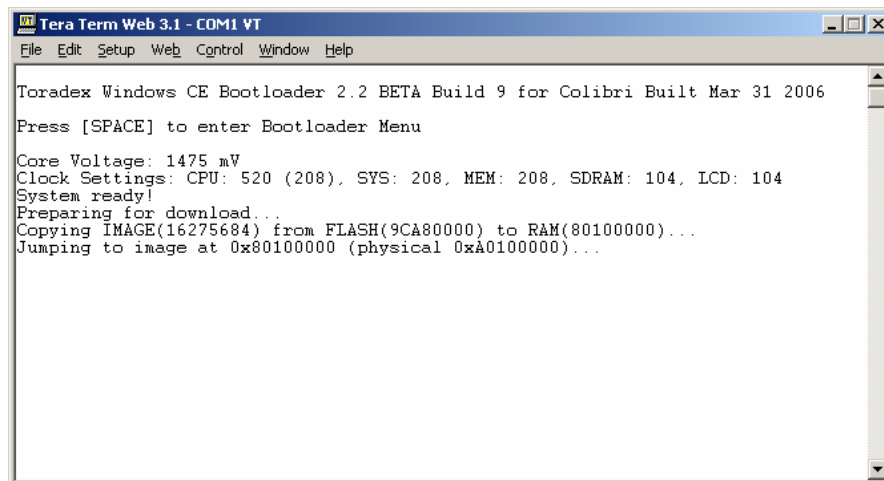 Tera Term Web 3.1 - COM1 VT
File Edit Setup Web Control Window Help
Toradex Windows CE Bootloader 2.2 BETA Build 9 for Colibri Built Mar 31 2006
Press [SPACE] to enter Bootloader Menu
Core Voltage: 1475 mV
Clock Settings: CPU: 520 (208), SYS: 208, MEM: 208, SDRAM: 104, LCD: 104
System ready!
Preparing for download...
Copying IMAGE(16275684) from FLASH(9CA80000) to RAM(80100000)...
Jumping to image at 0x80100000 (physical 0xA0100000)...